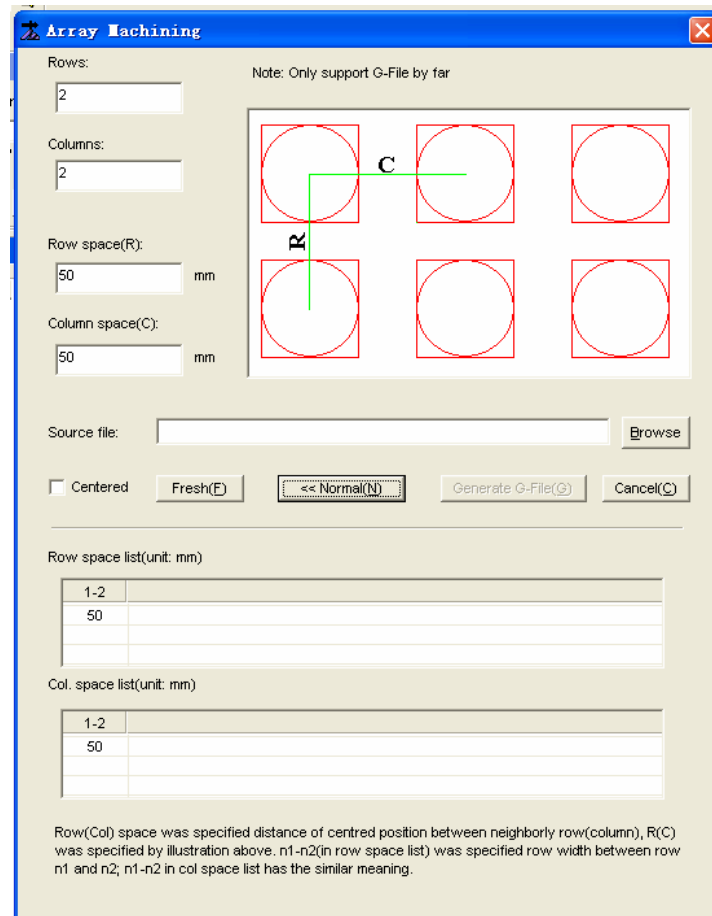 Array Machining
Rows:
Note: Only support G-File by far
2
Columns:
2
C
R
Row space(R):
50 mm
Column space(C):
50 mm
Source file: Browse
Centered Fresh(F) << Normal(N) Generate G-File(G) Cancel(C)
Row space list(unit: mm)
1-2
50
Col. space list(unit: mm)
1-2
50
Row(Col) space was specified distance of centred position between neighborly row(column), R(C)
was specified by illustration above. n1-n2(in row space list) was specified row width between row
n1 and n2; n1-n2 in col space list has the similar meaning.